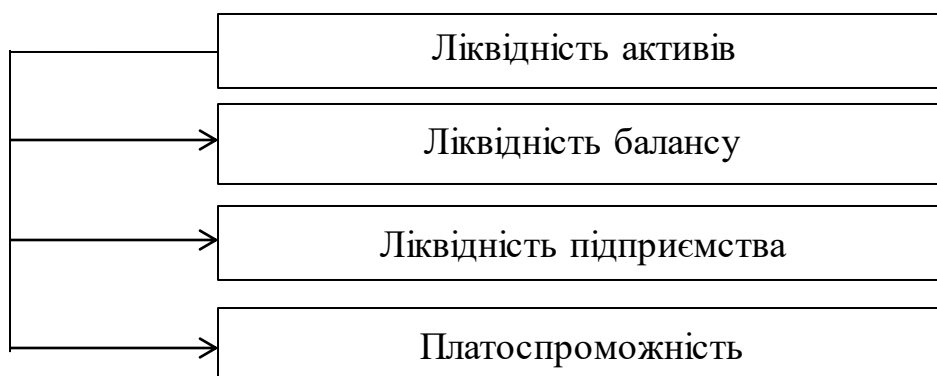 Ліквідність активів
Ліквідність балансу
Ліквідність підприємства
Платоспроможність